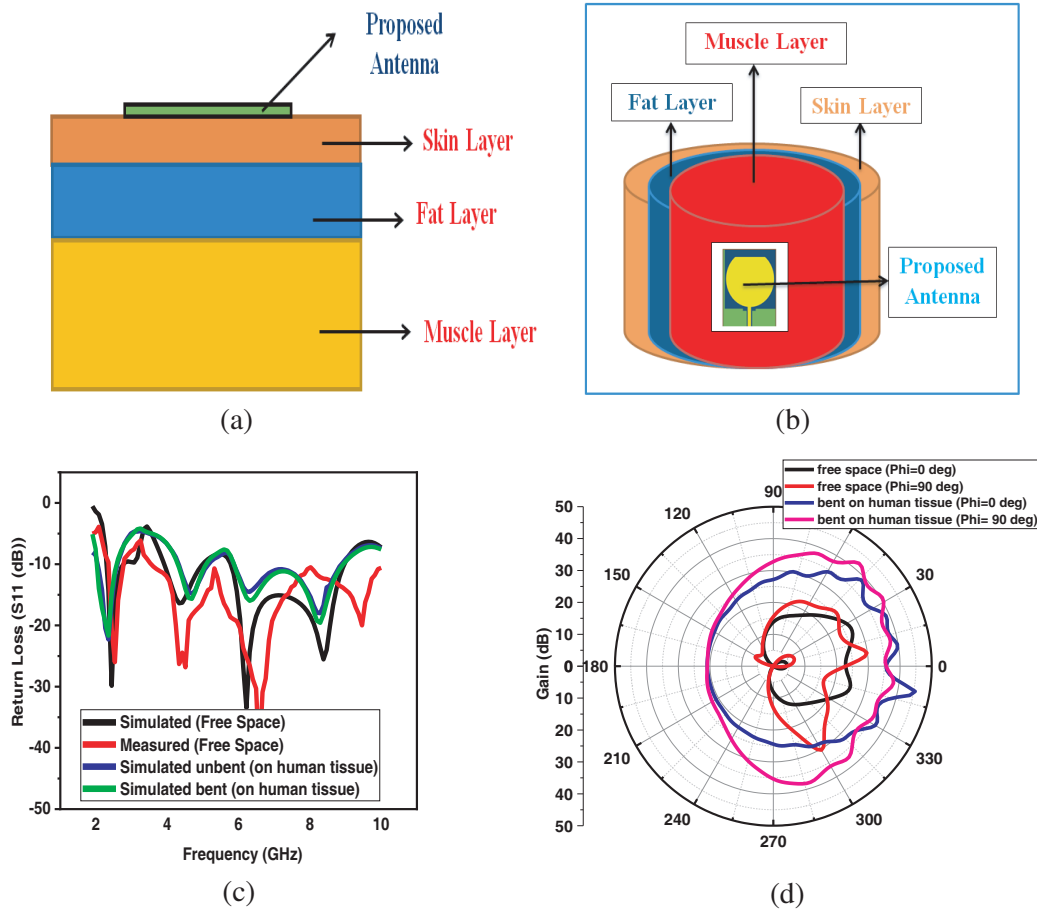 Proposed
Antenna
Skin Layer
Fat Layer
Muscle Layer
(a)
Muscle Layer
Fat Layer
Skin Layer
Proposed
Antenna
(b)
Return Loss (S11 (dB))
0
-10
-20
-30
-40
-50
Simulated (Free Space)
Measured (Free Space)
Simulated unbent (on human tissue)
Simulated bent (on human tissue)
2
4
6
8
10
Frequency (GHz)
(c)
free space (Phi=0 deg)
free space (Phi=90 deg)
bent on human tissue (Phi=0 deg)
bent on human tissue (Phi= 90 deg)
Gain (dB)
50
40
30
20
10
0
10
20
30
40
50
90
120
150
180
210
240
270
300
330
0
30
(d)